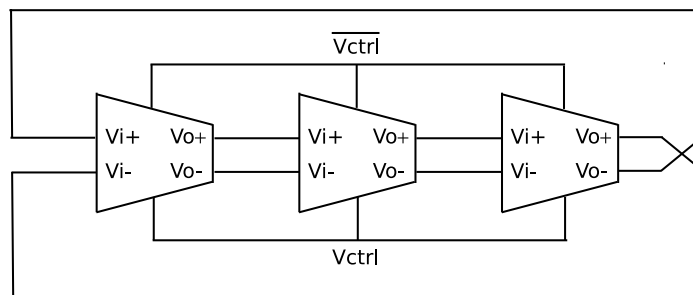 Vctrl
Vi+ Vo+ Vi+ Vo+ Vi+ Vo+
Vi- Vo- Vi- Vo- Vi- Vo-
Vctrl